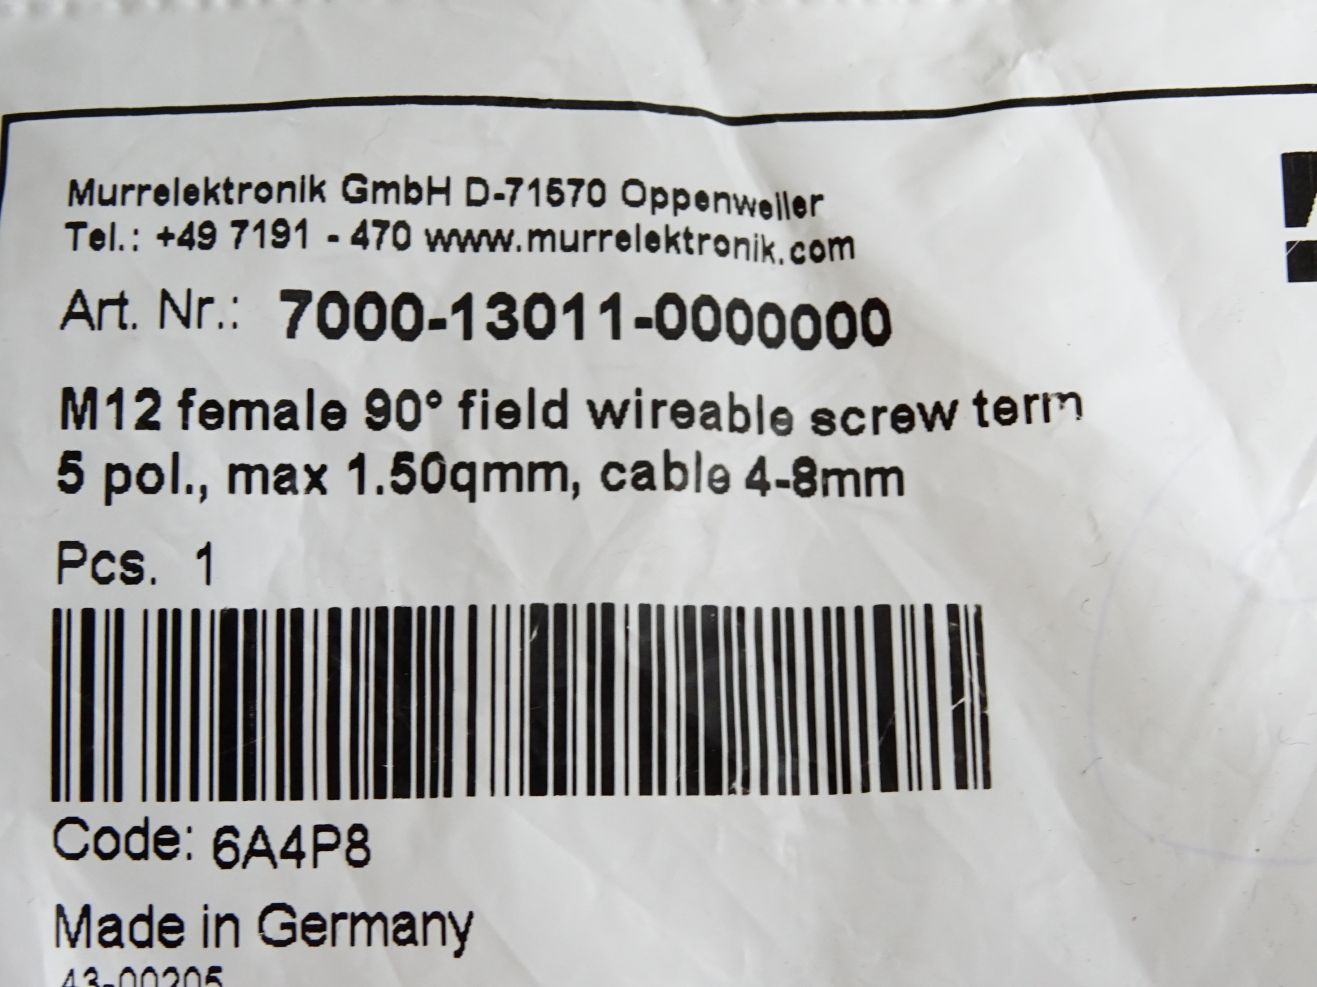 Murrelektronik GmbH D-71570 Oppenweiler
Tel.: +49 7191 - 470 www.murrelektronik.com
Art. Nr.: 7000-13011-0000000
M12 female 90° field wireable screw term
5 pol., max 1.50qmm, cable 4-8mm
Pcs. 1
Code: 6A4P8
Made in Germany
43-00205